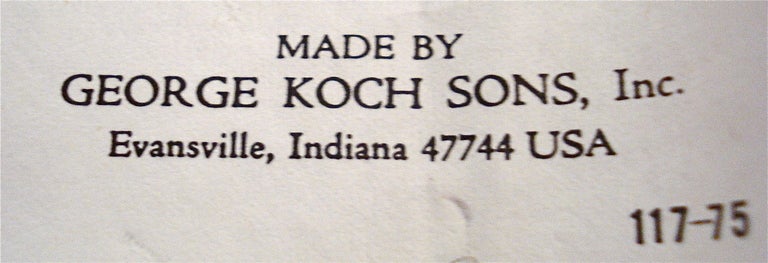 MADE BY
GEORGE KOCH SONS, Inc.
Evansville, Indiana 47744 USA
117-75